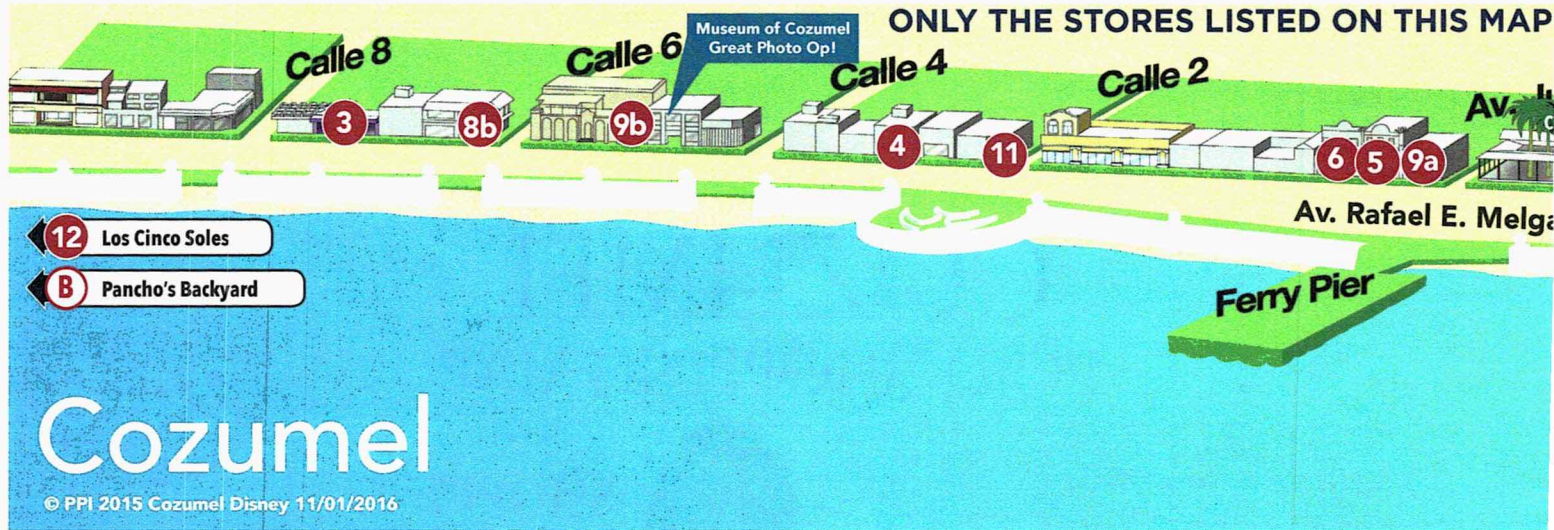 ONLY THE STORES LISTED ON THIS MAP
Museum of Cozumel
Great Photo Op!
Calle 8
Calle 6
Calle 4
Calle 2
Av.
3
8b
9b
4
11
6
5
9a
Av. Rafael E.
12 Los Cinco Soles
B Pancho's Backyard
Ferry Pier
Cozumel
© PPI 2015 Cozumel Disney 11/01/2016